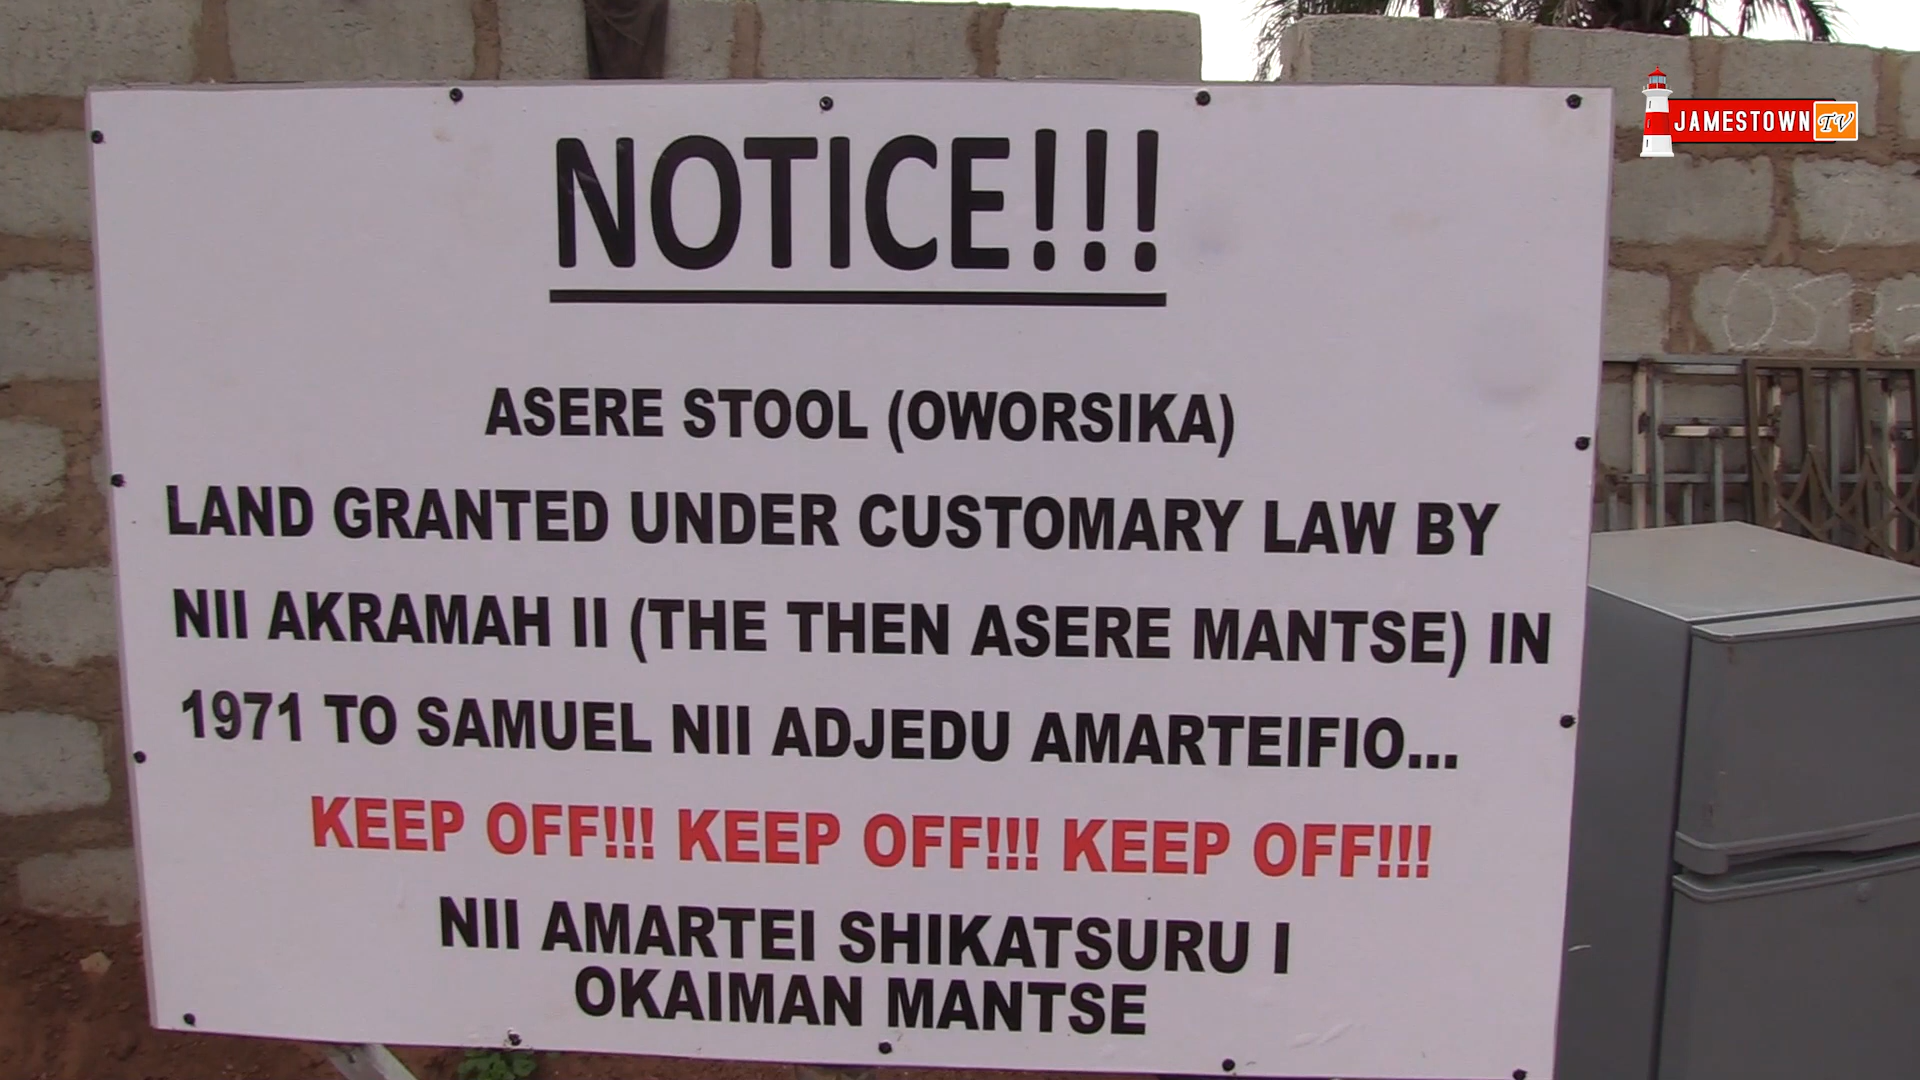 NOTICE!!!
JAMESTOWN TV
ASERE STOOL (OWORSIKA)
LAND GRANTED UNDER CUSTOMARY LAW BY
NII AKRAMAH II (THE THEN ASERE MANTSE) IN
1971 TO SAMUEL NII ADJEDU AMARTEIFIO...
KEEP OFF!!! KEEP OFF!!! KEEP OFF!!!
NII AMARTEI SHIKATSURU I
OKAIMAN MANTSE